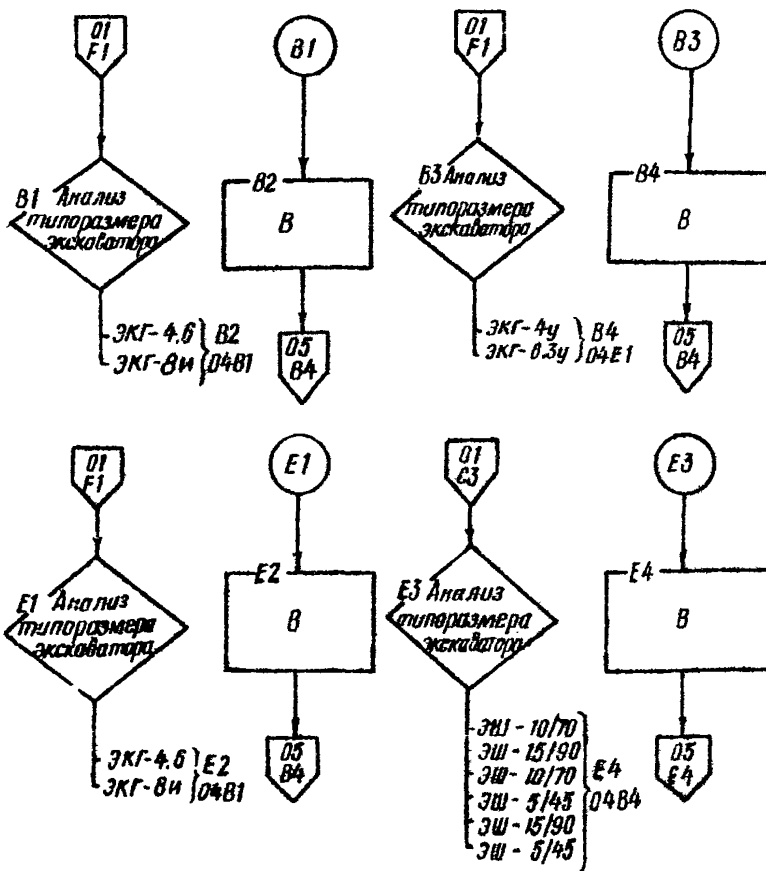 01
F1
B1
01
F1
B3
B1 Анализ
типоразмера
экскаватора
B2
B
B3 Анализ
типоразмера
экскаватора
B4
B
ЭКГ-4.6 } B2
ЭКГ-8и } 04B1
05
B4
ЭКГ-4у } B4
ЭКГ-6.3у } 04E1
05
B4
01
F1
E1
01
C3
E3
E1 Анализ
типоразмера
экскаватора
E2
B
E3 Анализ
типоразмера
экскаватора
E4
B
ЭКГ-4.6 } E2
ЭКГ-8и } 04B1
05
B4
ЭШ - 10/70
ЭШ - 15/90
ЭШ - 10/70 E4
ЭШ - 5/45 04B4
ЭШ - 15/90
ЭШ - 5/45
05
E4